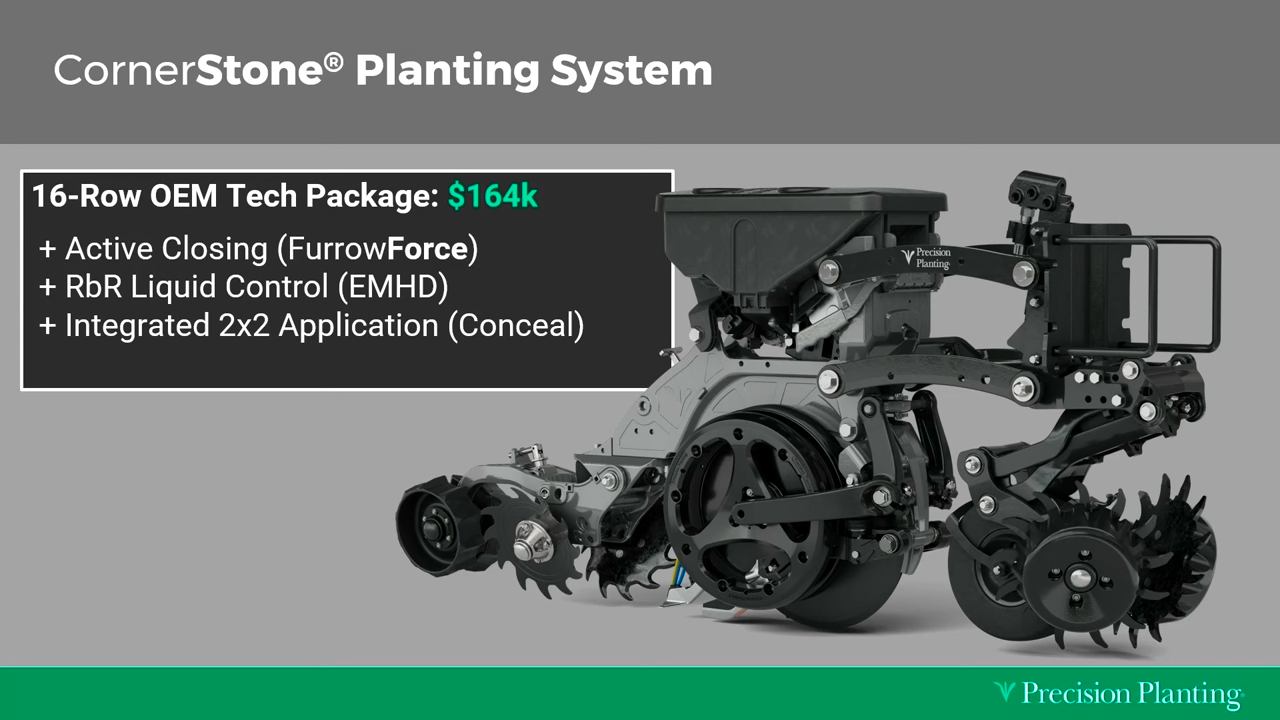 CornerStone® Planting System
16-Row OEM Tech Package: $164k
+ Active Closing (FurrowForce)
+ RbR Liquid Control (EMHD)
+ Integrated 2x2 Application (Conceal)
Precision
Planting
Precision Planting